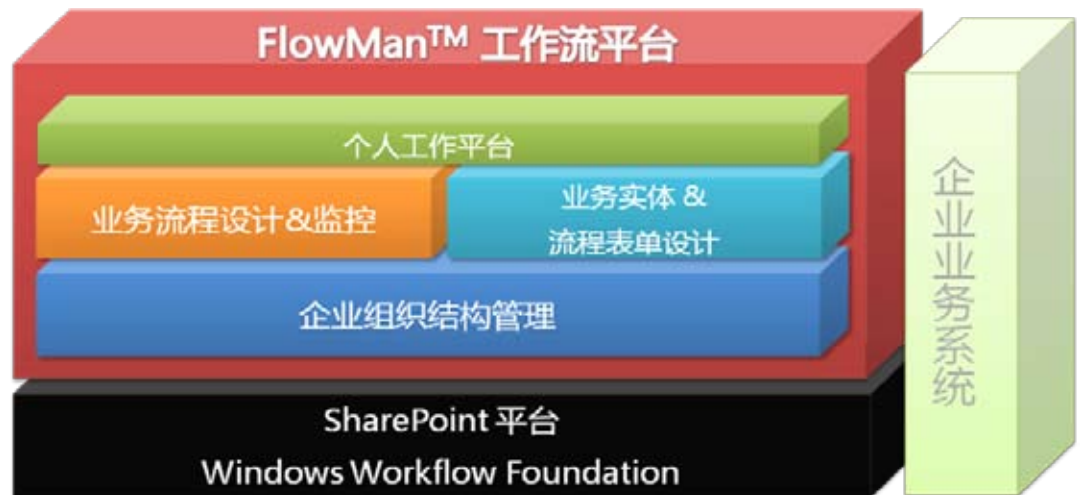 FlowMan™ 工作流平台
个人工作平台
业务流程设计&监控
业务实体 &
流程表单设计
企业组织结构管理
SharePoint 平台
Windows Workflow Foundation
企业业务系统